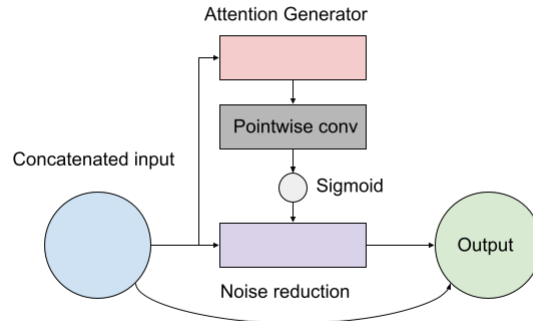 Attention Generator
Pointwise conv
Concatenated input
Sigmoid
Output
Noise reduction